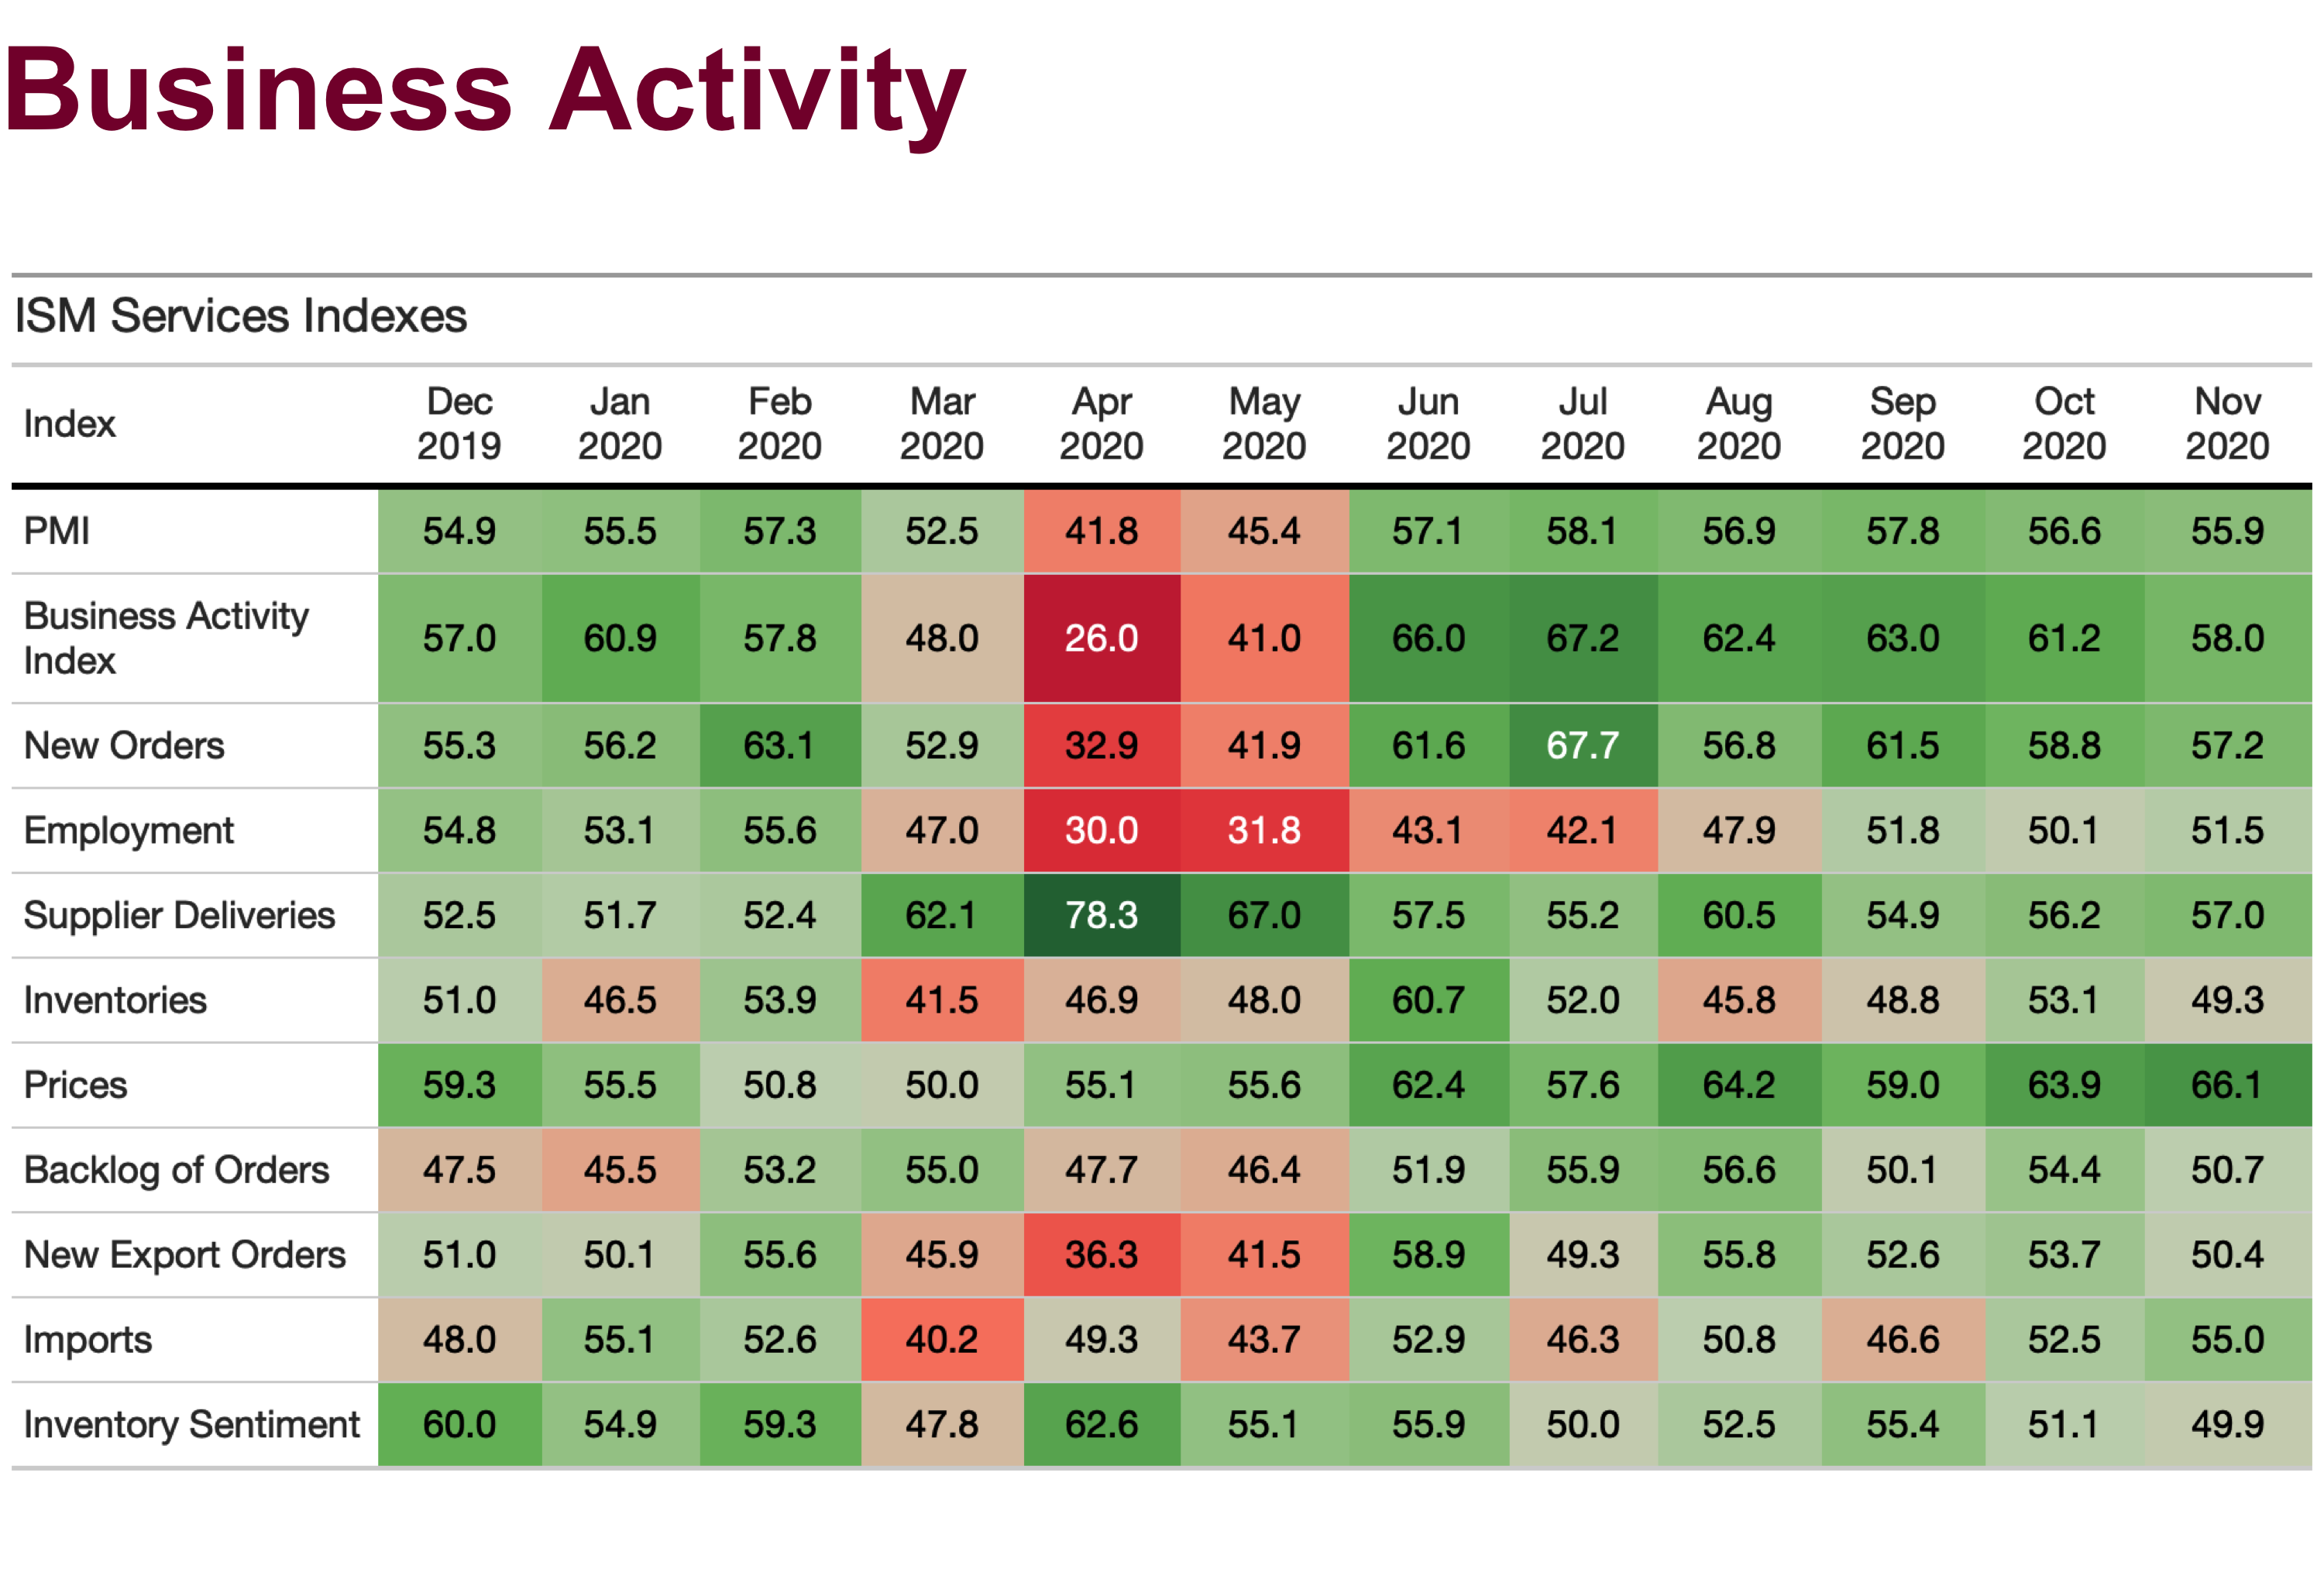 Business Activity
ISM Services Indexes
Index Dec 2019 Jan 2020 Feb 2020 Mar 2020 Apr 2020 May 2020 Jun 2020 Jul 2020 Aug 2020 Sep 2020 Oct 2020 Nov 2020
PMI 54.9 55.5 57.3 52.5 41.8 45.4 57.1 58.1 56.9 57.8 56.6 55.9
Business Activity Index 57.0 60.9 57.8 48.0 26.0 41.0 66.0 67.2 62.4 63.0 61.2 58.0
New Orders 55.3 56.2 63.1 52.9 32.9 41.9 61.6 67.7 56.8 61.5 58.8 57.2
Employment 54.8 53.1 55.6 47.0 30.0 31.8 43.1 42.1 47.9 51.8 50.1 51.5
Supplier Deliveries 52.5 51.7 52.4 62.1 78.3 67.0 57.5 55.2 60.5 54.9 56.2 57.0
Inventories 51.0 46.5 53.9 41.5 46.9 48.0 60.7 52.0 45.8 48.8 53.1 49.3
Prices 59.3 55.5 50.8 50.0 55.1 55.6 62.4 57.6 64.2 59.0 63.9 66.1
Backlog of Orders 47.5 45.5 53.2 55.0 47.7 46.4 51.9 55.9 56.6 50.1 54.4 50.7
New Export Orders 51.0 50.1 55.6 45.9 36.3 41.5 58.9 49.3 55.8 52.6 53.7 50.4
Imports 48.0 55.1 52.6 40.2 49.3 43.7 52.9 46.3 50.8 46.6 52.5 55.0
Inventory Sentiment 60.0 54.9 59.3 47.8 62.6 55.1 55.9 50.0 52.5 55.4 51.1 49.9